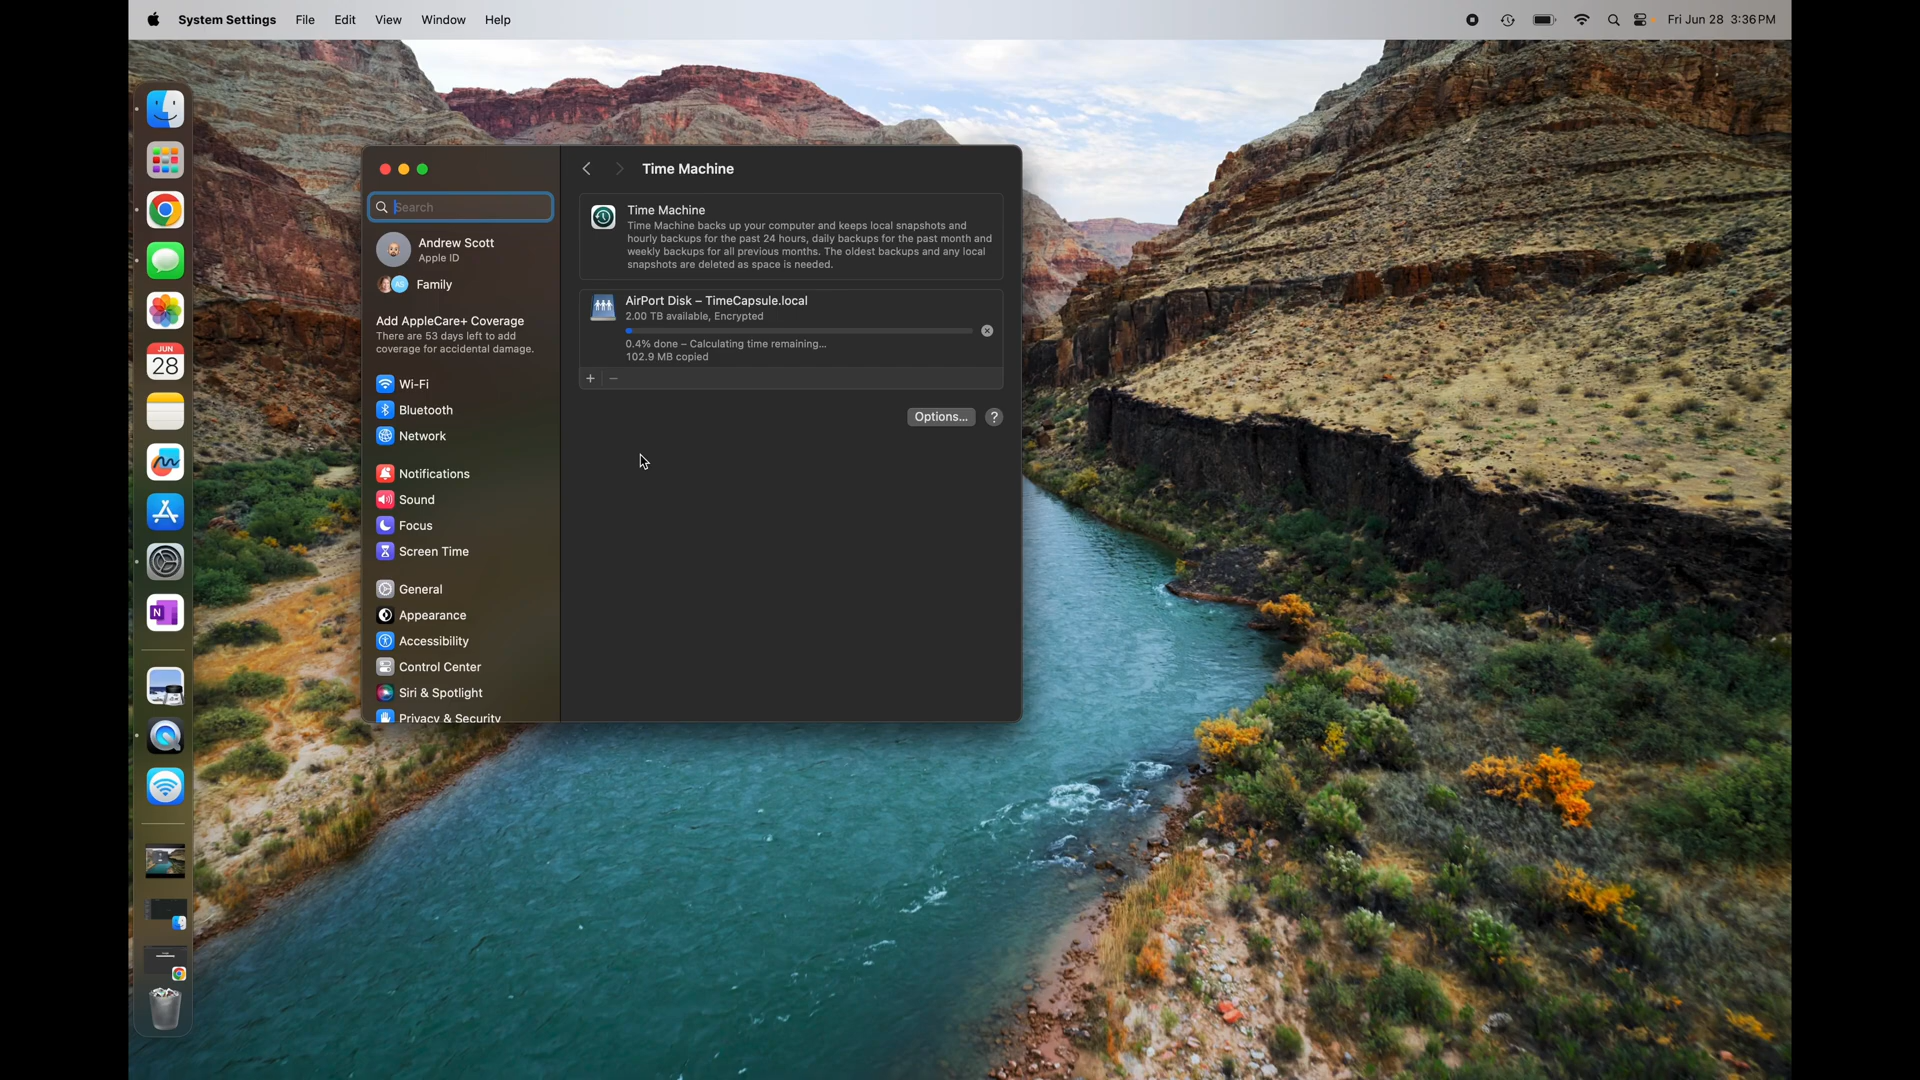 System Settings File Edit View Window Help
Fri Jun 28 3:36 PM
JUN
28
N
Search
Andrew Scott
Apple ID
AS
Family
Add AppleCare+ Coverage
There are 53 days left to add
coverage for accidental damage.
Wi-Fi
Bluetooth
Network
Notifications
Sound
Focus
Screen Time
General
Appearance
Accessibility
Control Center
Siri & Spotlight
Privacy & Security
Time Machine
Time Machine
Time Machine backs up your computer and keeps local snapshots and
hourly backups for the past 24 hours, daily backups for the past month and
weekly backups for all previous months. The oldest backups and any local
snapshots are deleted as space is needed.
AirPort Disk – TimeCapsule.local
2.00 TB available, Encrypted
0.4% done – Calculating time remaining...
102.9 MB copied
+ −
Options... ?